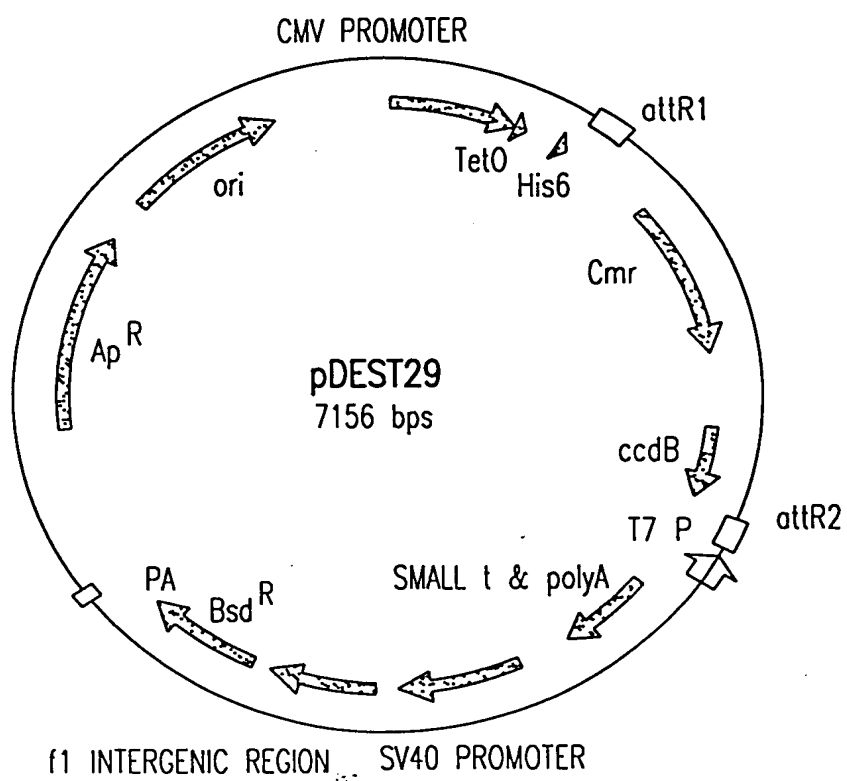 CMV PROMOTER
attR1
TetO
His6
ori
Cmr
Ap R
pDEST29
7156 bps
ccdB
attR2
T7 P
SMALL t & polyA
PA
Bsd R
f1 INTERGENIC REGION
SV40 PROMOTER